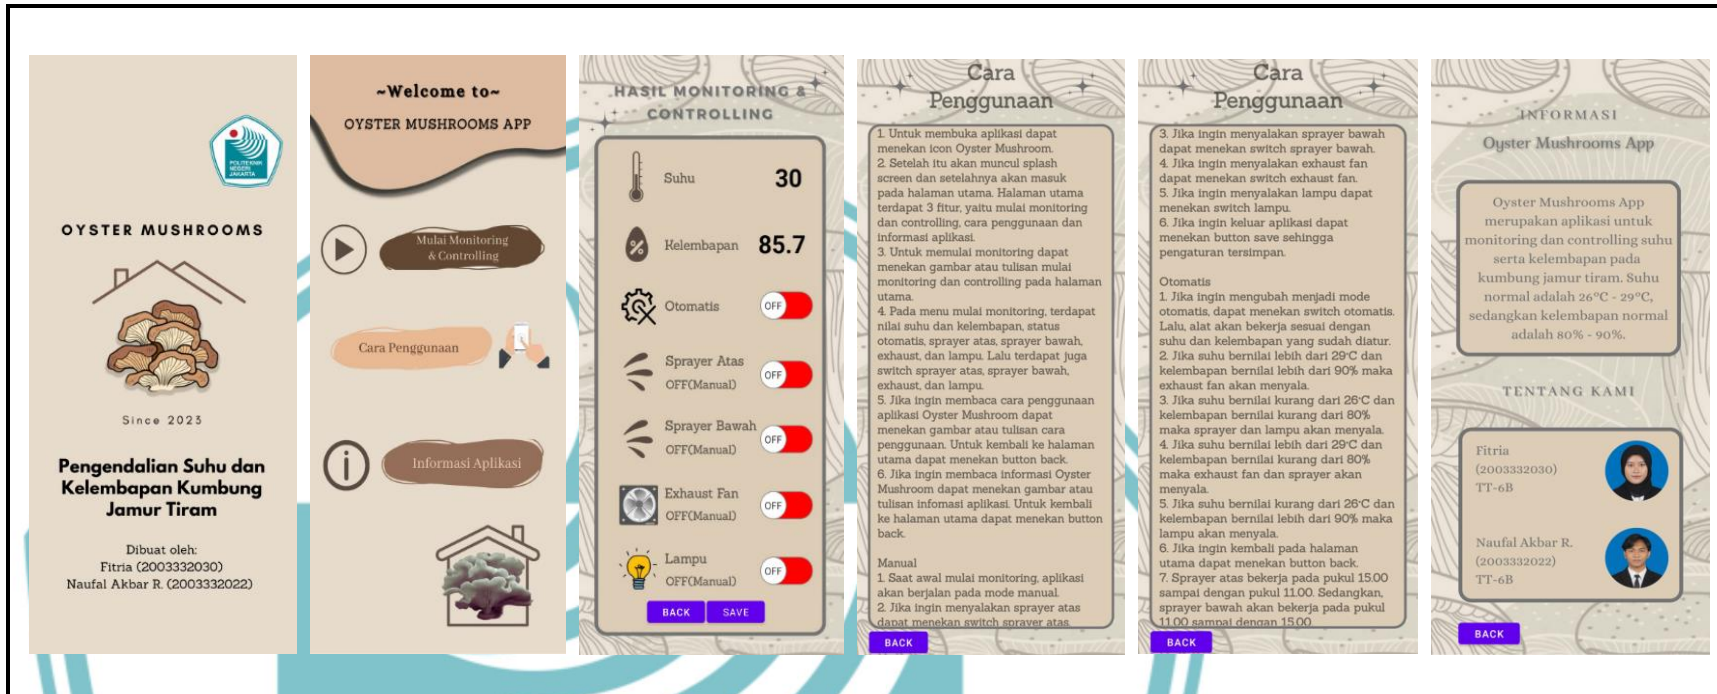 POLITEKNIK
NEGERI
JAKARTA
OYSTER MUSHROOMS
Since 2023
Pengendalian Suhu dan
Kelembapan Kumbung
Jamur Tiram
Dibuat oleh:
Fitria (2003332030)
Naufal Akbar R. (2003332022)
~Welcome to~
OYSTER MUSHROOMS APP
Mulai Monitoring
& Controlling
Cara Penggunaan
Informasi Aplikasi
HASIL MONITORING &
CONTROLLING
Suhu 30
Kelembapan 85.7
Otomatis OFF
Sprayer Atas
OFF(Manual) OFF
Sprayer Bawah
OFF(Manual) OFF
Exhaust Fan
OFF(Manual) OFF
Lampu
OFF(Manual) OFF
BACK SAVE
Cara
Penggunaan
1. Untuk membuka aplikasi dapat
menekan icon Oyster Mushroom.
2. Setelah itu akan muncul splash
screen dan setelahnya akan masuk
pada halaman utama. Halaman utama
terdapat 3 fitur, yaitu mulai monitoring
dan controlling, cara penggunaan dan
informasi aplikasi.
3. Untuk memulai monitoring dapat
menekan gambar atau tulisan mulai
monitoring dan controlling pada halaman
utama.
4. Pada menu mulai monitoring, terdapat
nilai suhu dan kelembapan, status
otomatis, sprayer atas, sprayer bawah,
exhaust, dan lampu. Lalu terdapat juga
switch sprayer atas, sprayer bawah,
exhaust, dan lampu.
5. Jika ingin membaca cara penggunaan
aplikasi Oyster Mushroom dapat
menekan gambar atau tulisan cara
penggunaan. Untuk kembali ke halaman
utama dapat menekan button back.
6. Jika ingin membaca informasi Oyster
Mushroom dapat menekan gambar atau
tulisan infomasi aplikasi. Untuk kembali
ke halaman utama dapat menekan button
back.
Manual
1. Saat awal mulai monitoring, aplikasi
akan berjalan pada mode manual.
2. Jika ingin menyalakan sprayer atas
dapat menekan switch sprayer atas.
BACK
Cara
Penggunaan
3. Jika ingin menyalakan sprayer bawah
dapat menekan switch sprayer bawah.
4. Jika ingin menyalakan exhaust fan
dapat menekan switch exhaust fan.
5. Jika ingin menyalakan lampu dapat
menekan switch lampu.
6. Jika ingin keluar aplikasi dapat
menekan button save sehingga
pengaturan tersimpan.
Otomatis
1. Jika ingin mengubah menjadi mode
otomatis, dapat menekan switch otomatis.
Lalu, alat akan bekerja sesuai dengan
suhu dan kelembapan yang sudah diatur.
2. Jika suhu bernilai lebih dari 29°C dan
kelembapan bernilai lebih dari 90% maka
exhaust fan akan menyala.
3. Jika suhu bernilai kurang dari 26°C dan
kelembapan bernilai kurang dari 80%
maka sprayer dan lampu akan menyala.
4. Jika suhu bernilai lebih dari 29°C dan
kelembapan bernilai kurang dari 80%
maka exhaust fan dan sprayer akan
menyala.
5. Jika suhu bernilai kurang dari 26°C dan
kelembapan bernilai lebih dari 90% maka
lampu akan menyala.
6. Jika ingin kembali pada halaman
utama dapat menekan button back.
7. Sprayer atas bekerja pada pukul 15.00
sampai dengan pukul 11.00. Sedangkan,
sprayer bawah akan bekerja pada pukul
11.00 sampai dengan 15.00.
BACK
INFORMASI
Oyster Mushrooms App
Oyster Mushrooms App
merupakan aplikasi untuk
monitoring dan controlling suhu
serta kelembapan pada
kumbung jamur tiram. Suhu
normal adalah 26°C - 29°C,
sedangkan kelembapan normal
adalah 80% - 90%.
TENTANG KAMI
Fitria
(2003332030)
TT-6B
Naufal Akbar R.
(2003332022)
TT-6B
BACK